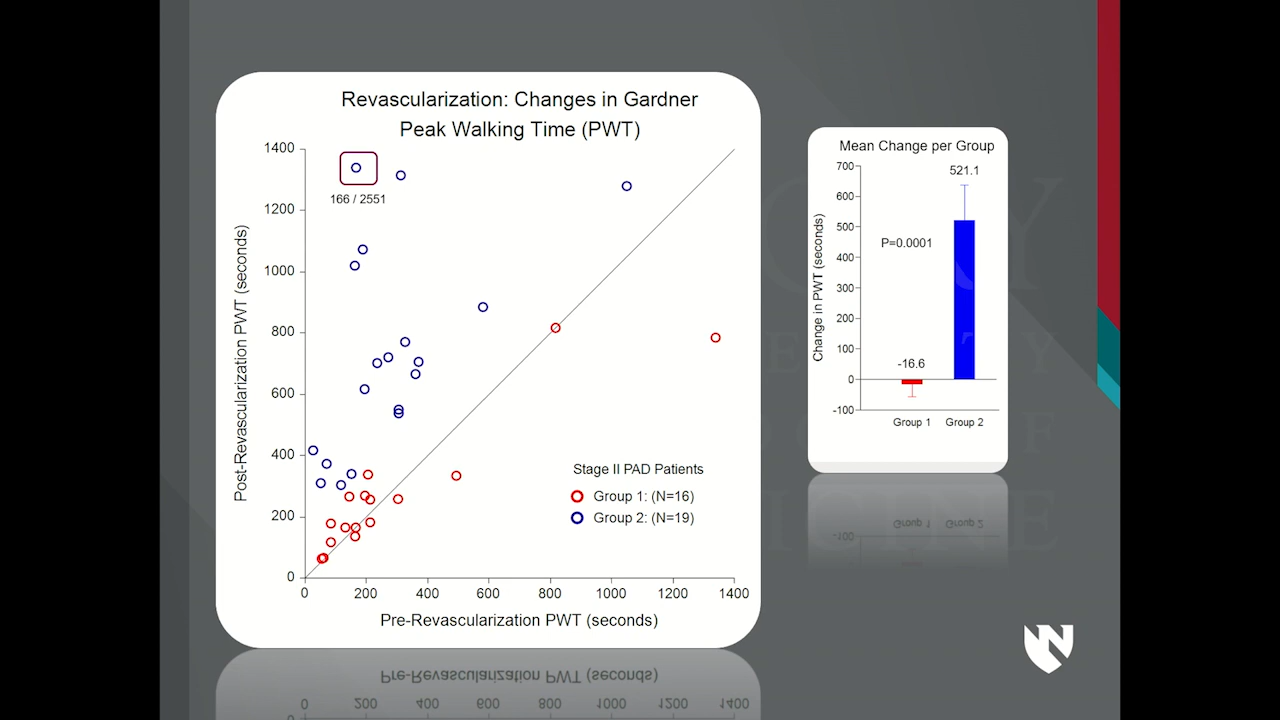 Revascularization: Changes in Gardner
Peak Walking Time (PWT)
1400
1200
1000
800
600
400
200
0
Post-Revascularization PWT (seconds)
166 / 2551
Stage II PAD Patients
Group 1: (N=16)
Group 2: (N=19)
0 200 400 600 800 1000 1200 1400
Pre-Revascularization PWT (seconds)
Mean Change per Group
700
600
500
400
300
200
100
0
-100
Change in PWT (seconds)
521.1
P=0.0001
-16.6
Group 1 Group 2
N